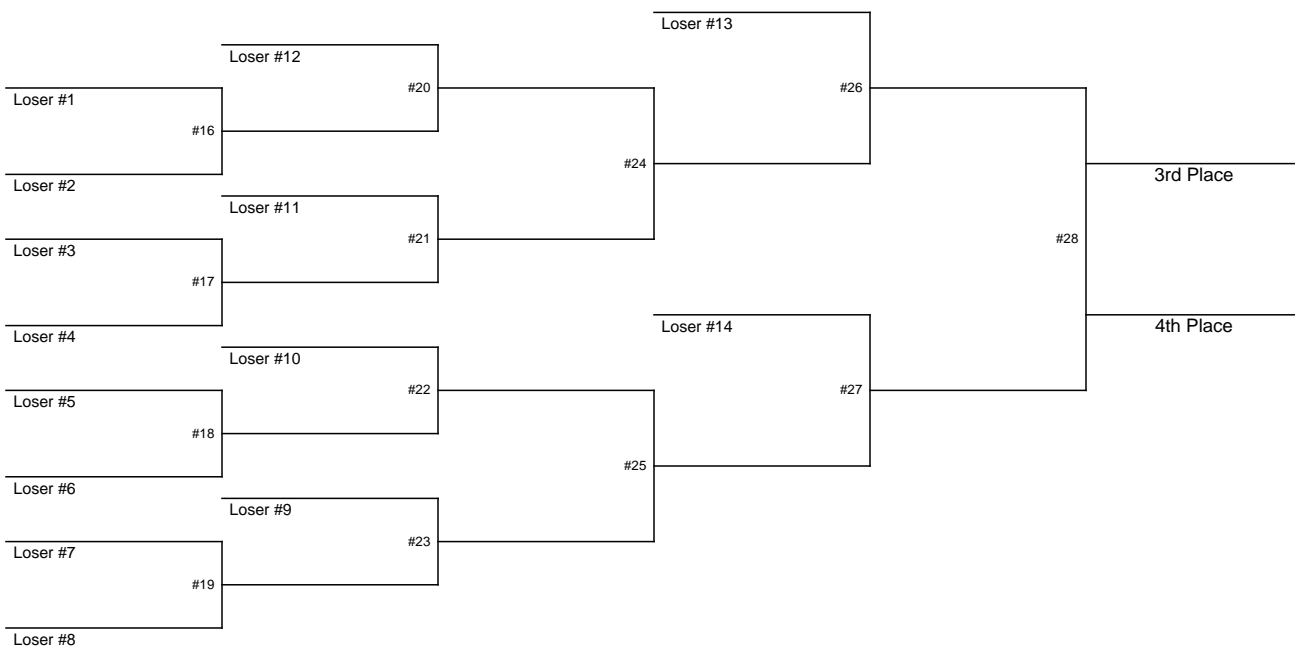 Loser #13
Loser #12
#20
#26
Loser #1
#16
#24
3rd Place
Loser #2
Loser #11
#21
#28
Loser #3
#17
Loser #14
4th Place
Loser #4
Loser #10
#22
#27
Loser #5
#18
#25
Loser #6
Loser #9
#23
Loser #7
#19
Loser #8